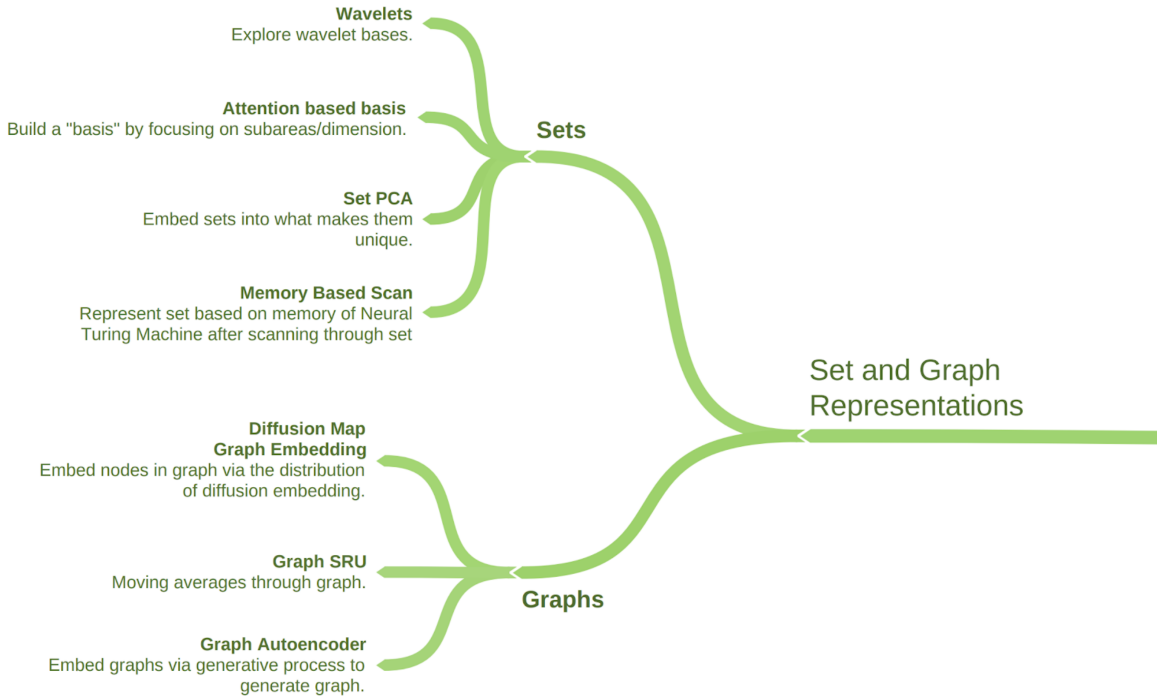 Wavelets
Explore wavelet bases.
Attention based basis
Build a "basis" by focusing on subareas/dimension.
Set PCA
Embed sets into what makes them
unique.
Memory Based Scan
Represent set based on memory of Neural
Turing Machine after scanning through set
Sets
Set and Graph
Representations
Diffusion Map
Graph Embedding
Embed nodes in graph via the distribution
of diffusion embedding.
Graph SRU
Moving averages through graph.
Graph Autoencoder
Embed graphs via generative process to
generate graph.
Graphs